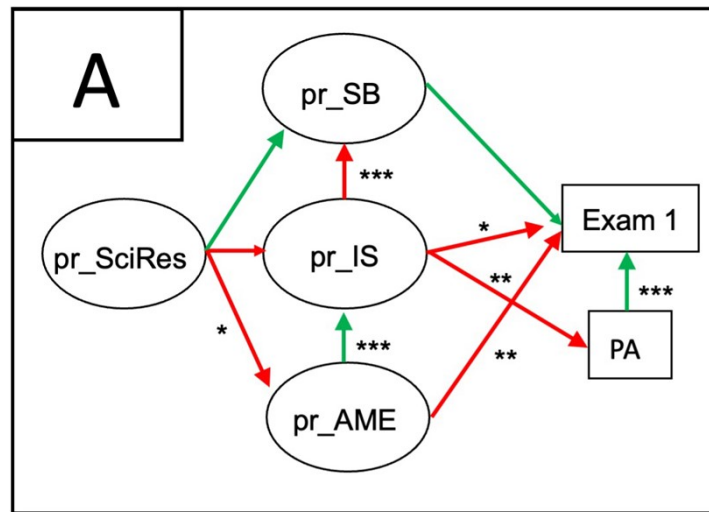 A
pr_SB
***
pr_SciRes
pr_IS
*
Exam 1
**
***
*
***
**
PA
pr_AME